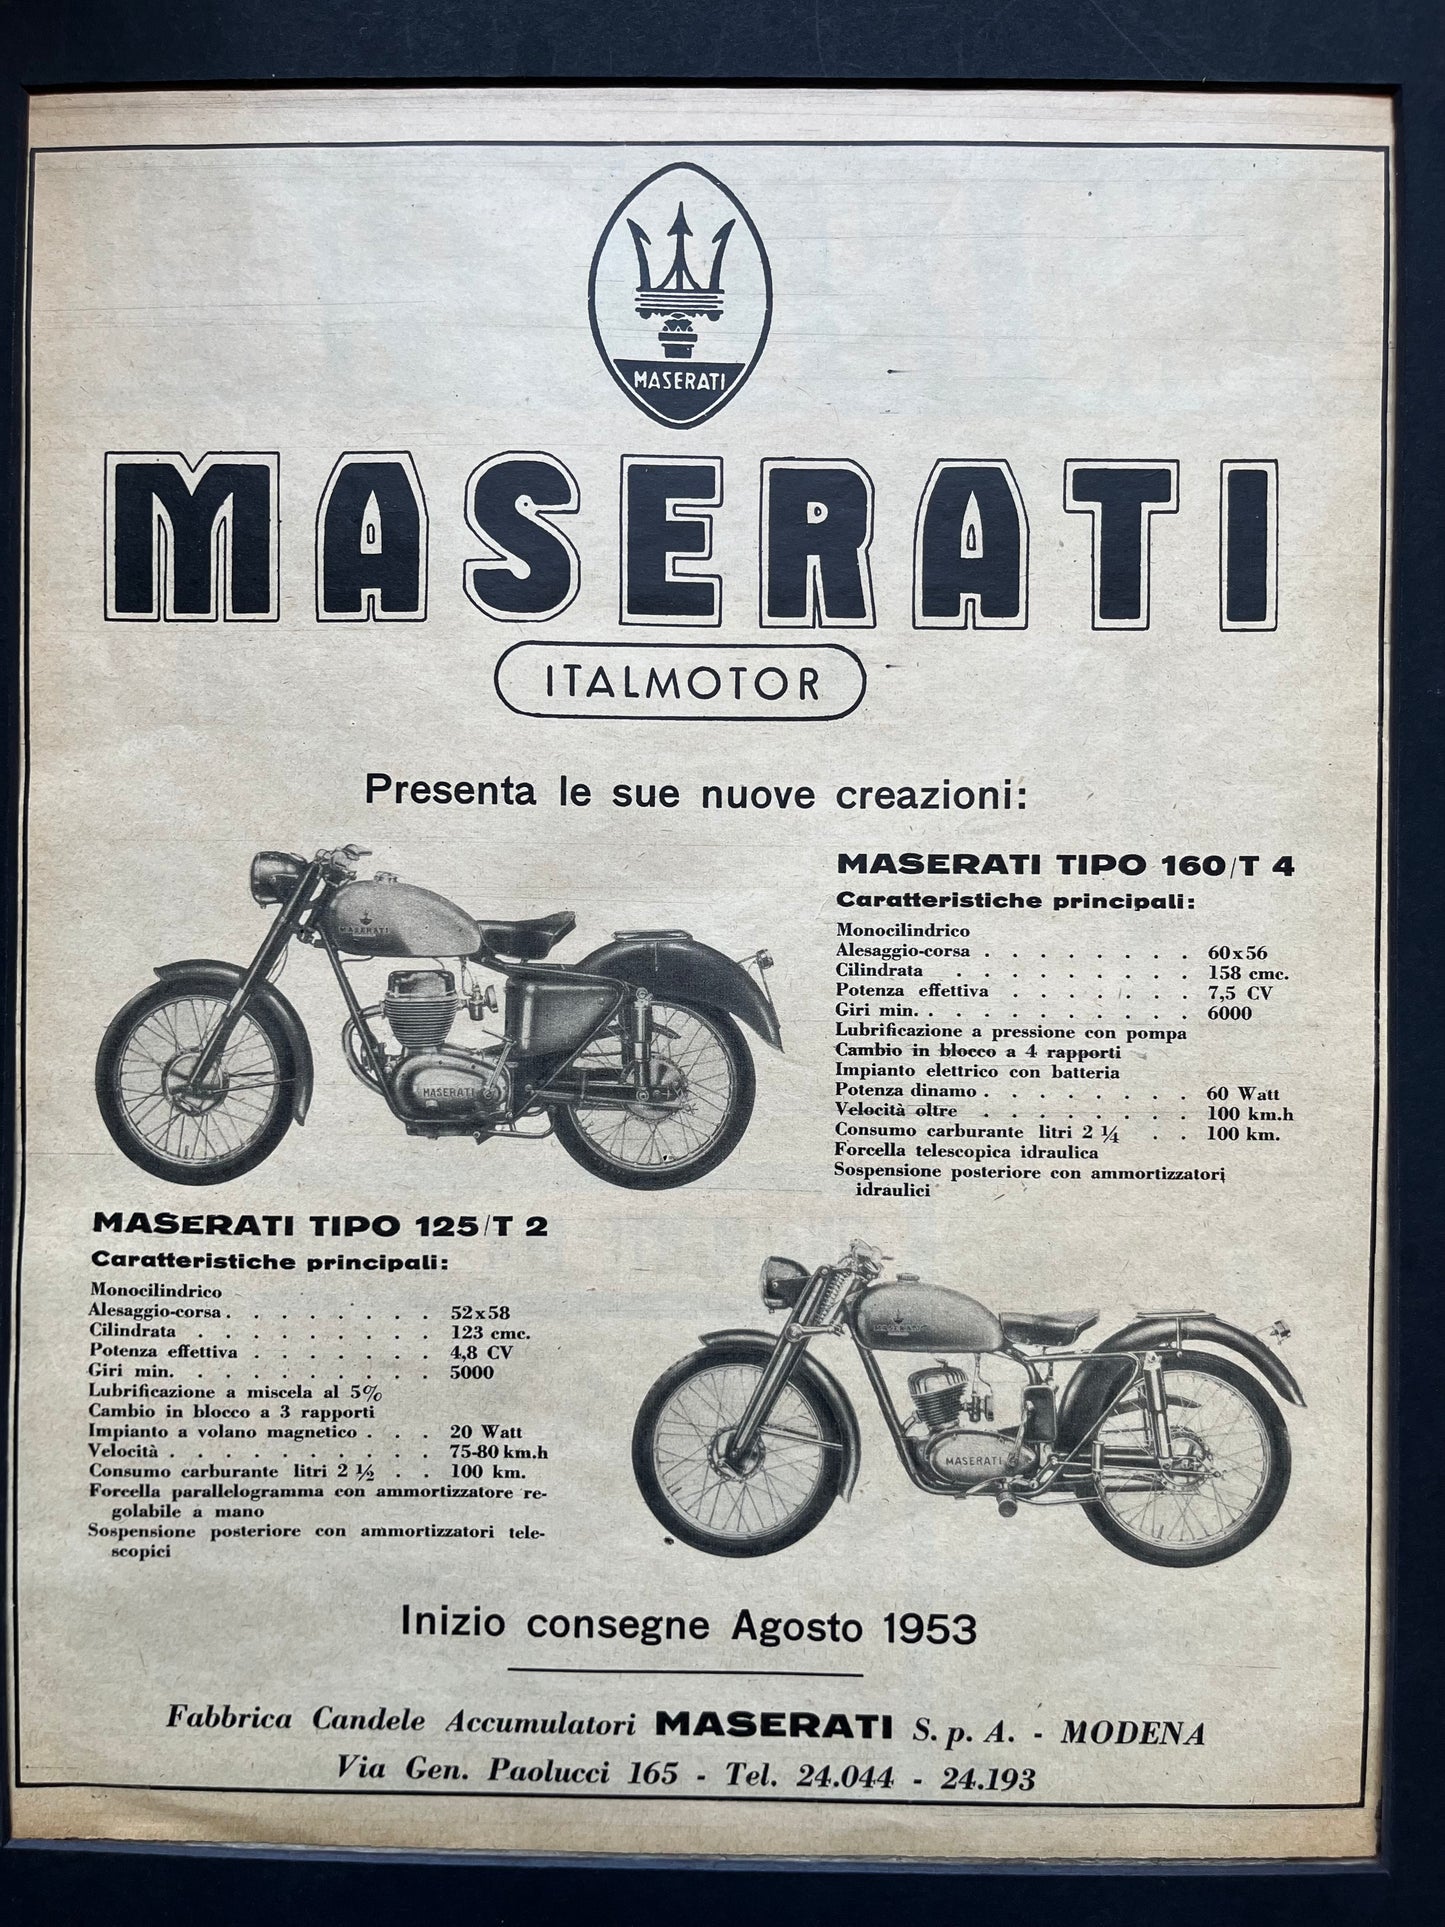 MASERATI
MASERATI
ITALMOTOR
Presenta le sue nuove creazioni:
MASERATI
MASERATI
MASERATI TIPO 160/T 4
Caratteristiche principali:
Monocilindrico
Alesaggio-corsa . . . . . . . . 60x56
Cilindrata . . . . . . . . . 158 cmc.
Potenza effettiva . . . . . . . 7,5 CV
Giri min. . . . . . . . . . . 6000
Lubrificazione a pressione con pompa
Cambio in blocco a 4 rapporti
Impianto elettrico con batteria
Potenza dinamo . . . . . . . . 60 Watt
Velocità oltre . . . . . . . . 100 km.h
Consumo carburante litri 2 ¼ . . 100 km.
Forcella telescopica idraulica
Sospensione posteriore con ammortizzatori
idraulici
MASERATI TIPO 125/T 2
Caratteristiche principali:
Monocilindrico
Alesaggio-corsa . . . . . . . . 52x58
Cilindrata . . . . . . . . . 123 cmc.
Potenza effettiva . . . . . . . 4,8 CV
Giri min. . . . . . . . . . . 5000
Lubrificazione a miscela al 5%
Cambio in blocco a 3 rapporti
Impianto a volano magnetico . . . 20 Watt
Velocità . . . . . . . . . . 75-80 km.h
Consumo carburante litri 2 ½ . . 100 km.
Forcella parallelogramma con ammortizzatore re-
golabile a mano
Sospensione posteriore con ammortizzatori tele-
scopici
MASERATI
MASERATI
Inizio consegne Agosto 1953
Fabbrica Candele Accumulatori MASERATI S. p. A. - MODENA
Via Gen. Paolucci 165 - Tel. 24.044 - 24.193